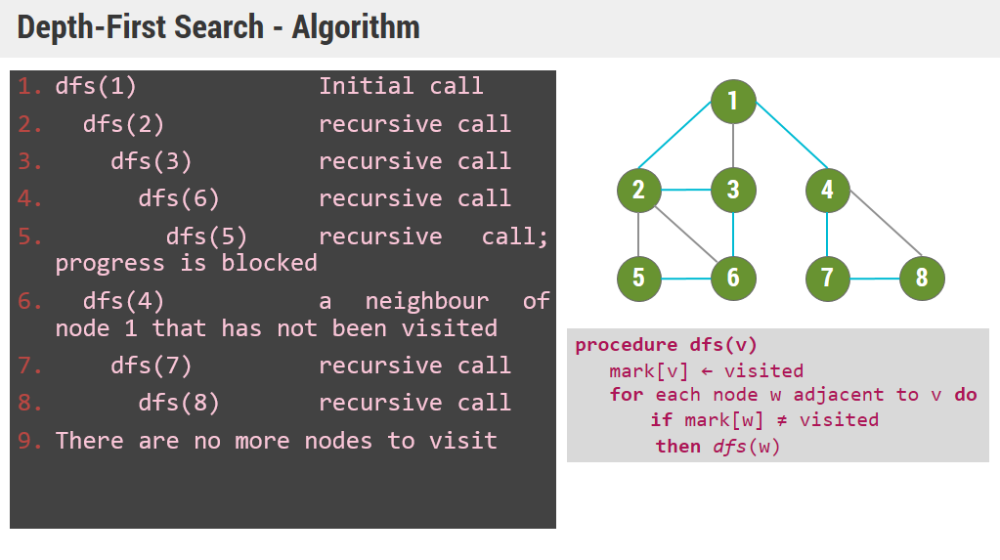 Depth-First Search - Algorithm
1. dfs(1) Initial call
2. dfs(2) recursive call
3. dfs(3) recursive call
4. dfs(6) recursive call
5. dfs(5) recursive call;
progress is blocked
6. dfs(4) a neighbour of
node 1 that has not been visited
7. dfs(7) recursive call
8. dfs(8) recursive call
9. There are no more nodes to visit
1
2 3 4
5 6 7 8
procedure dfs(v)
mark[v] ← visited
for each node w adjacent to v do
if mark[w] ≠ visited
then dfs(w)